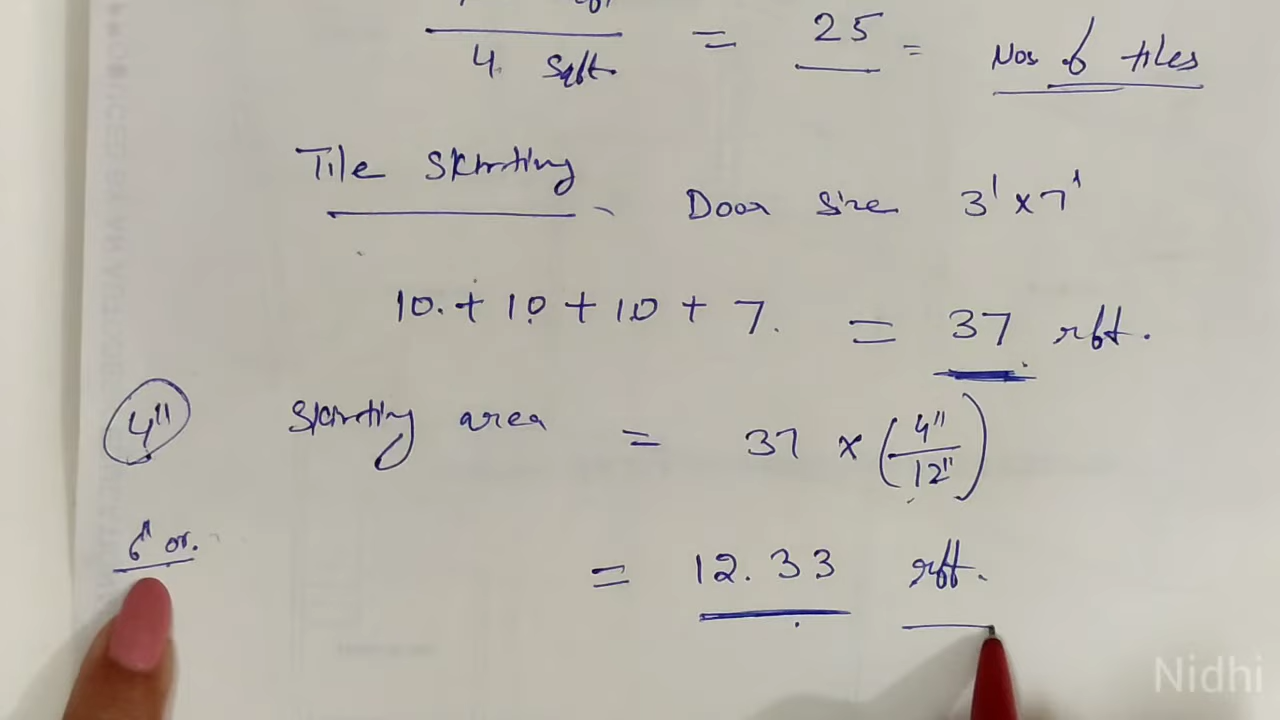 4 Sqft. = 25 = Nos of tiles
Tile Skirting - Door size 3' x 7'
10. + 10 + 10 + 7. = 37 rft.
4" Skirting area = 37 x (4"/12")
6" or.
= 12.33 rft.
Nidhi